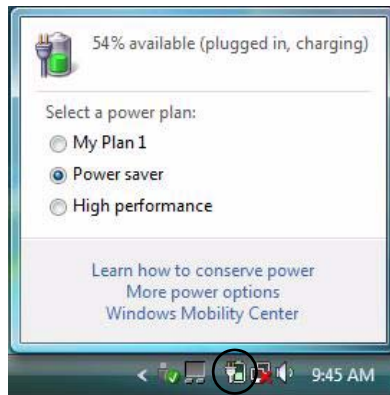 54% available (plugged in, charging)
Select a power plan:
My Plan 1
Power saver
High performance
Learn how to conserve power
More power options
Windows Mobility Center
9:45 AM